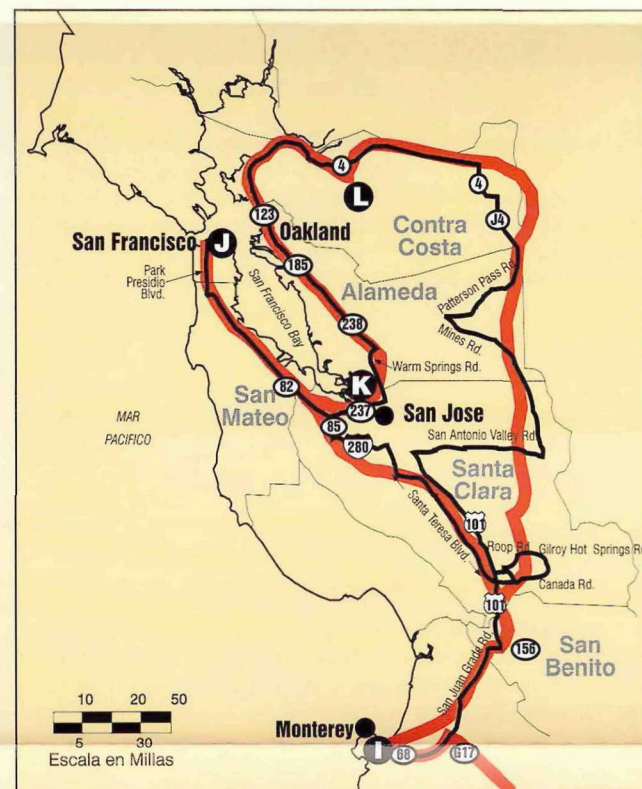 4
L
4
J4
123
Oakland
Contra
Costa
San Francisco
J
Park
Presidio
Blvd.
185
San Francisco Bay
Alameda
Patterson Pass Rd.
238
Mines Rd.
Warm Springs Rd.
K
82
San
Mateo
237
San Jose
MAR
PACIFICO
85
280
San Antonio Valley Rd.
Santa
Clara
Santa Teresa Blvd.
101
Roop Rd.
Gilroy Hot Springs R
Canada Rd.
101
San Juan Grade Rd.
156
San
Benito
10 20 50
5 30
Escala en Millas
Monterey
I
68
G17